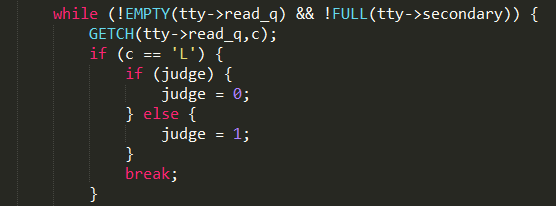 while (!EMPTY(tty->read_q) && !FULL(tty->secondary)) {
GETCH(tty->read_q,c);
if (c == 'L') {
if (judge) {
judge = 0;
} else {
judge = 1;
}
break;
}